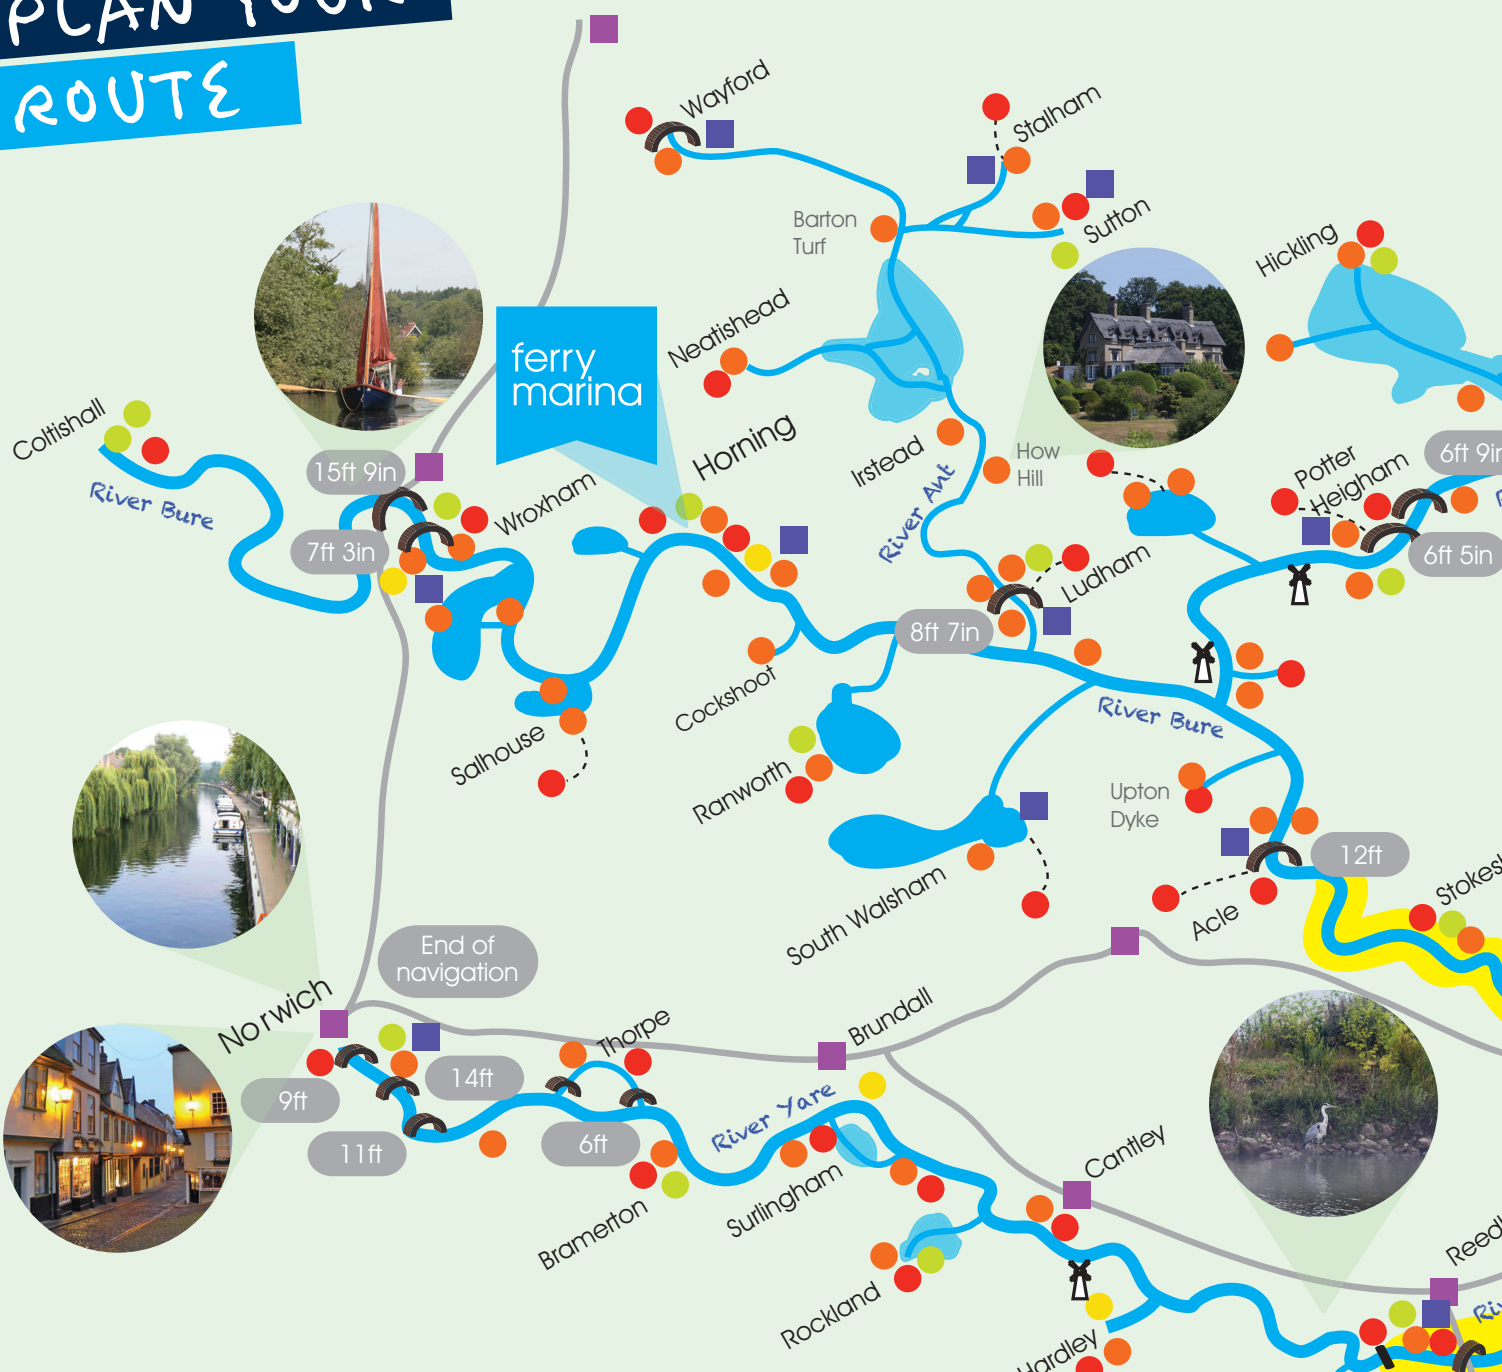 PLAN YOUR
ROUTE
Wayford
Stalham
Barton
Turf
Sutton
Hickling
Neatishead
ferry
marina
Coltishall
Horning
Irstead
How
Hill
Potter
Heigham
6ft 9in
15ft 9in
River Bure
Wroxham
River Ant
7ft 3in
6ft 5in
Ludham
8ft 7in
Cockshoot
River Bure
Salhouse
Ranworth
Upton
Dyke
12ft
South Walsham
Acle
End of
navigation
Norwich
Brundall
Thorpe
14ft
9ft
11ft
6ft
River Yare
Cantley
Bramerton
Surlingham
Rockland
Hardley